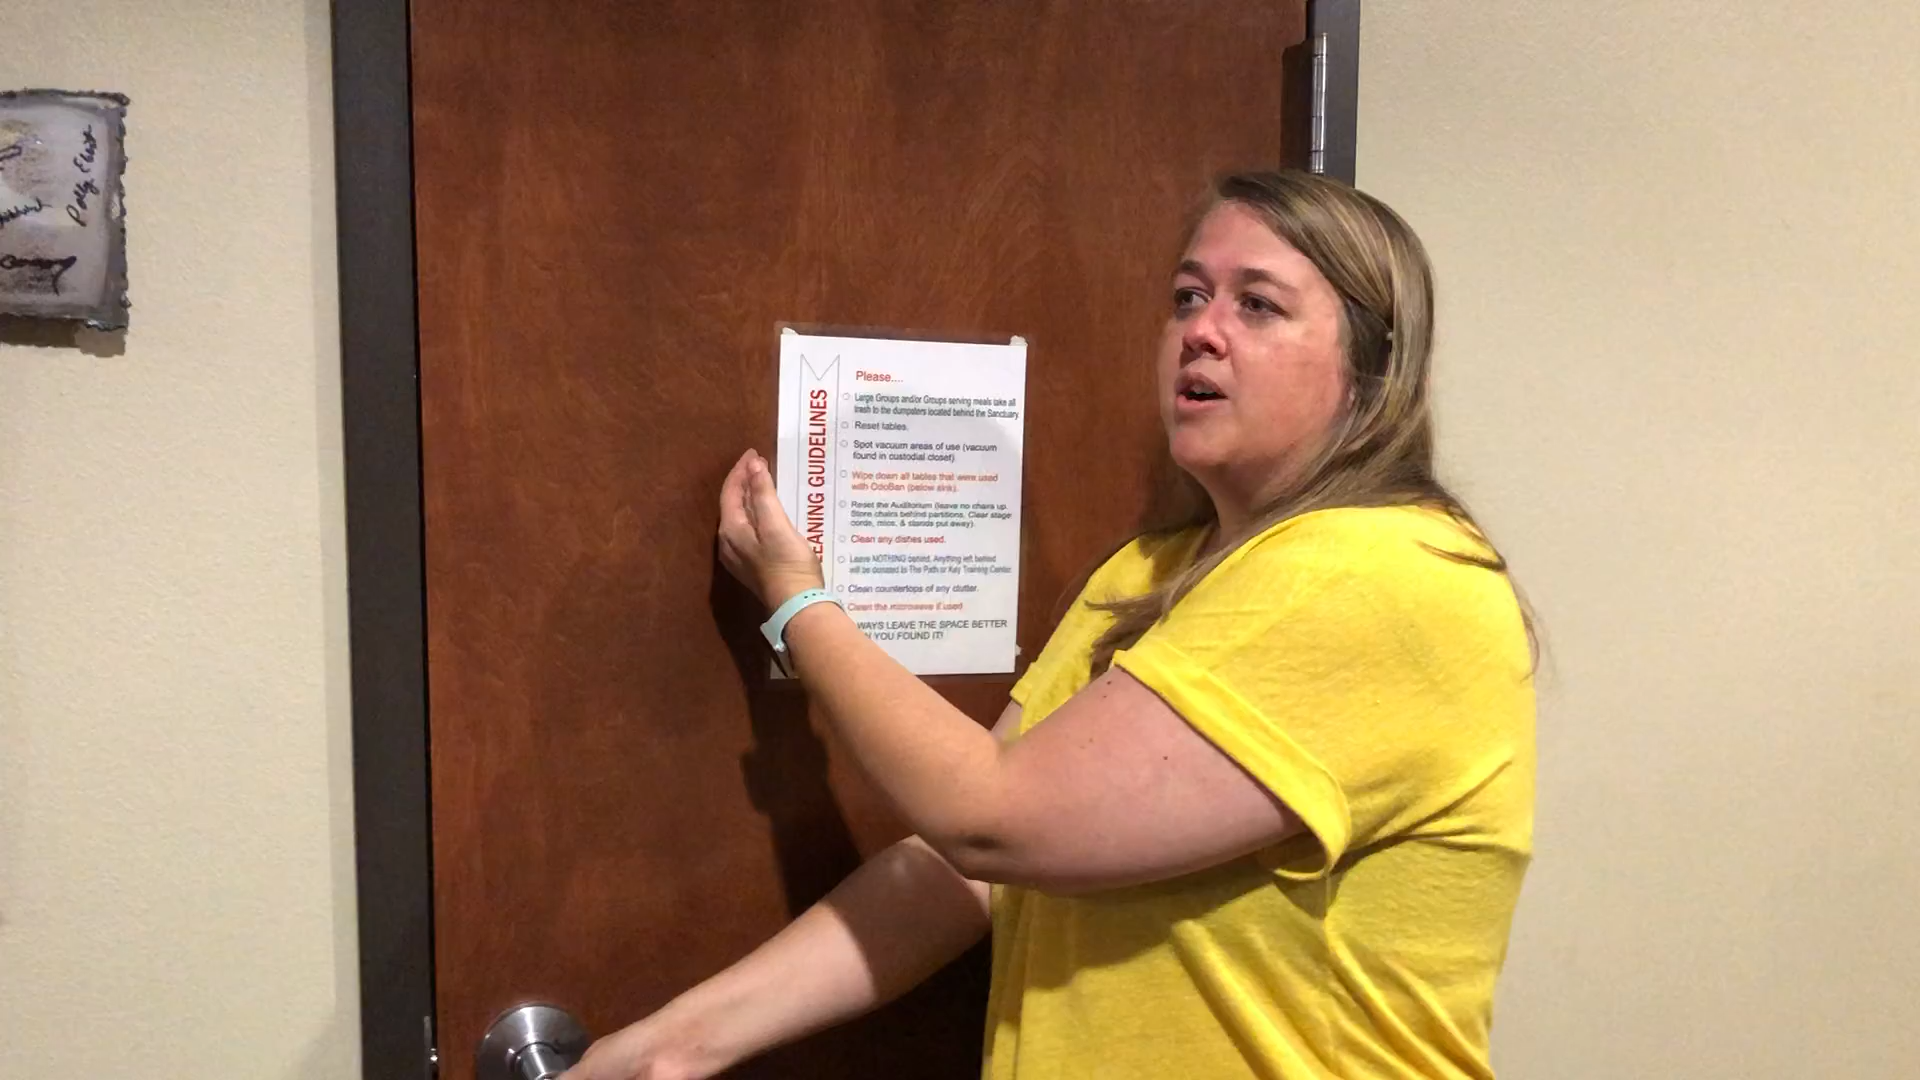 Polly Elise
EANING GUIDELINES
Please....
Large Groups and/or Groups serving meals take all
trash to the dumpsters located behind the Sanctuary.
Reset tables.
Spot vacuum areas of use (vacuum
found in custodial closet)
Wipe down all tables that were used
with OdoBan (below sink).
Reset the Auditorium (leave no chairs up.
Store chairs behind partitions. Clear stage
cords, mics, & stands put away).
Clean any dishes used.
Leave NOTHING behind. Anything left behind
will be donated to The Path or Key Training Center.
Clean countertops of any clutter.
Clean the microwave if used
WAYS LEAVE THE SPACE BETTER
N YOU FOUND IT!